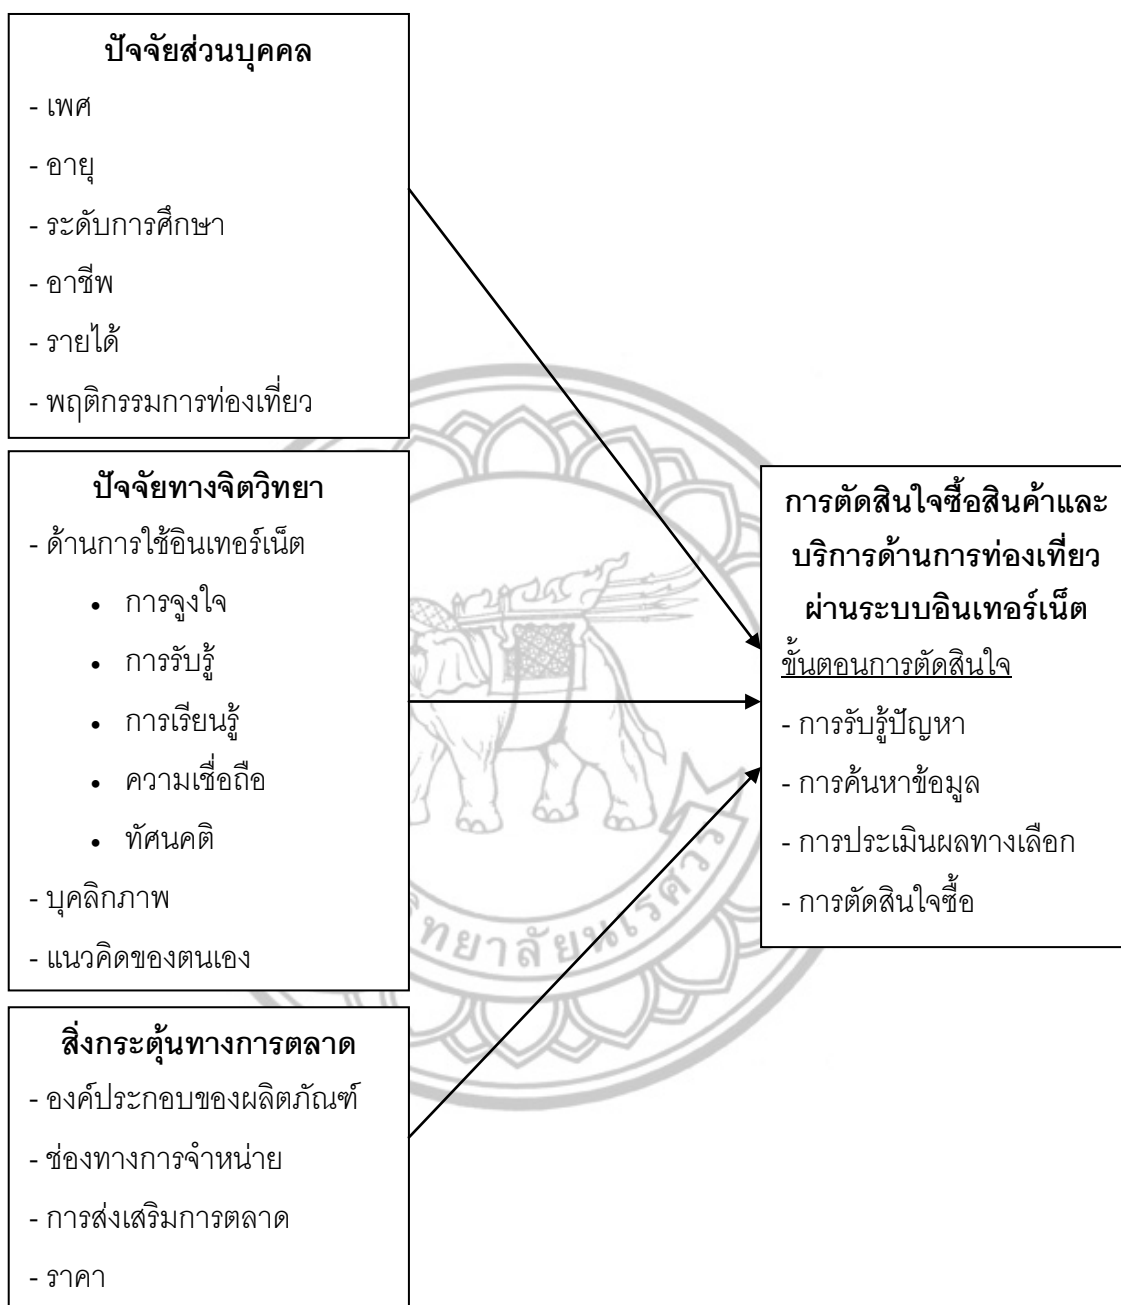 ปัจจัยส่วนบุคคล
- เพศ
- อายุ
- ระดับการศึกษา
- อาชีพ
- รายได้
- พฤติกรรมการท่องเที่ยว
ปัจจัยทางจิตวิทยา
- ด้านการใช้อินเทอร์เน็ต
• การจูงใจ
• การรับรู้
• การเรียนรู้
• ความเชื่อถือ
• ทัศนคติ
- บุคลิกภาพ
- แนวคิดของตนเอง
สิ่งกระตุ้นทางการตลาด
- องค์ประกอบของผลิตภัณฑ์
- ช่องทางการจำหน่าย
- การส่งเสริมการตลาด
- ราคา
การตัดสินใจซื้อสินค้าและ
บริการด้านการท่องเที่ยว
ผ่านระบบอินเทอร์เน็ต
ขั้นตอนการตัดสินใจ
- การรับรู้ปัญหา
- การค้นหาข้อมูล
- การประเมินผลทางเลือก
- การตัดสินใจซื้อ